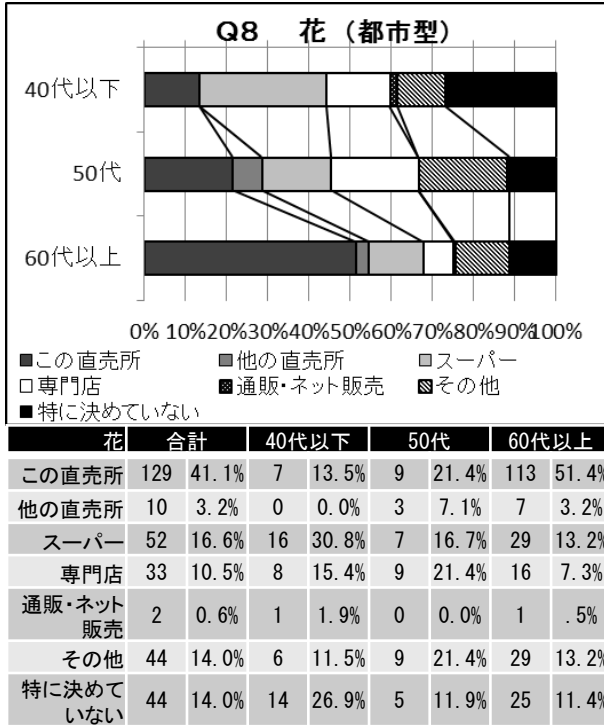 Q8 花（都市型）
40代以下
50代
60代以上
0% 10%20%30%40%50%60%70%80%90%100%
■この直売所 ■他の直売所 ■スーパー
□専門店 ■通販・ネット販売 ■その他
■特に決めていない
花 合計 40代以下 50代 60代以上
この直売所 129 41.1% 7 13.5% 9 21.4% 113 51.4%
他の直売所 10 3.2% 0 0.0% 3 7.1% 7 3.2%
スーパー 52 16.6% 16 30.8% 7 16.7% 29 13.2%
専門店 33 10.5% 8 15.4% 9 21.4% 16 7.3%
通販・ネット
販売 2 0.6% 1 1.9% 0 0.0% 1 .5%
その他 44 14.0% 6 11.5% 9 21.4% 29 13.2%
特に決めて
いない 44 14.0% 14 26.9% 5 11.9% 25 11.4%